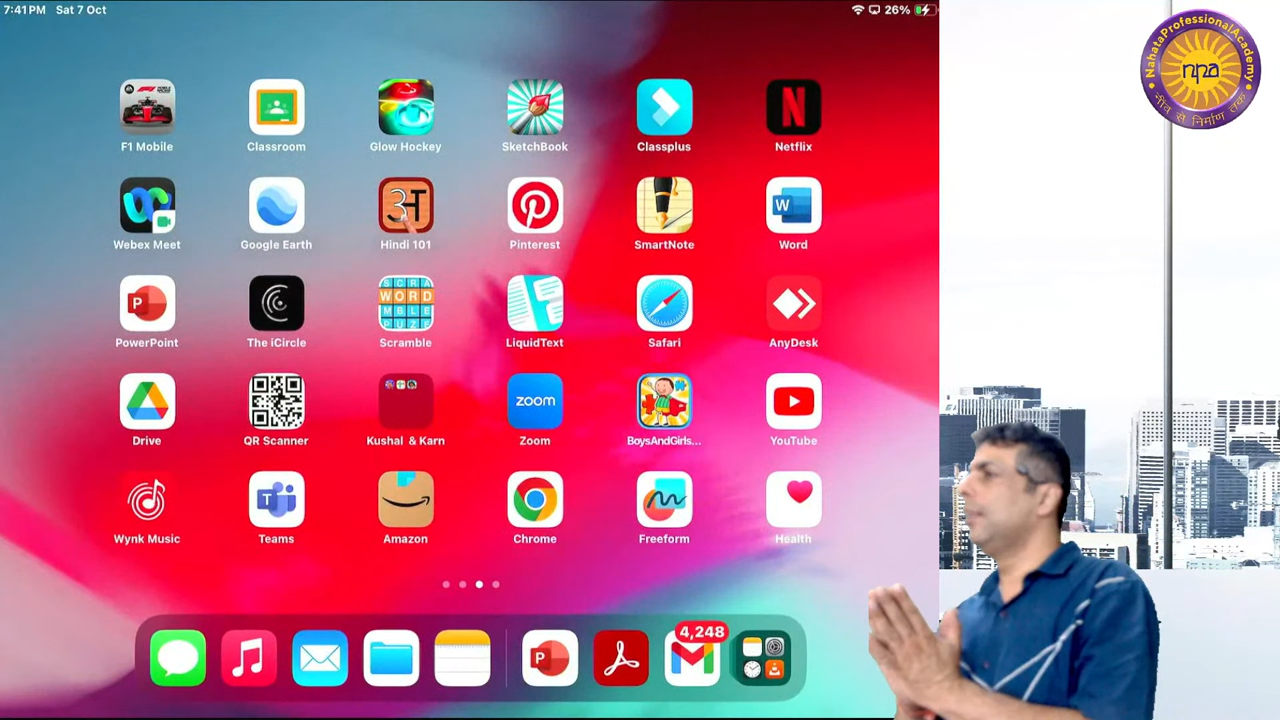 7:41 PM Sat 7 Oct
26%
F1 Mobile
Classroom
Glow Hockey
SketchBook
Classplus
Netflix
Webex Meet
Google Earth
अ
Hindi 101
Pinterest
SmartNote
W
Word
P
PowerPoint
The iCircle
SCRA
WORD
MBLE
PUZE
Scramble
LiquidText
Safari
AnyDesk
Drive
QR Scanner
Kushal & Karn
zoom
Zoom
BoysAndGirls...
YouTube
Wynk Music
T
Teams
Amazon
Chrome
Freeform
Health
P
4,248
NahataProfessionalAcademy
npa
नींव से निर्माण तक